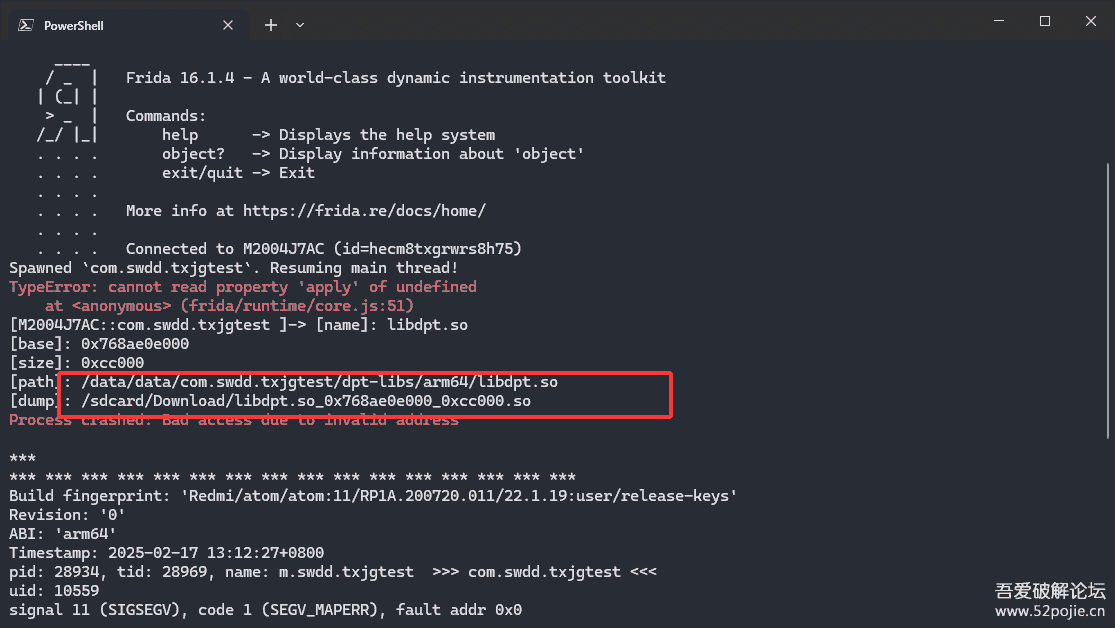 PowerShell
Frida 16.1.4 - A world-class dynamic instrumentation toolkit
Commands:
help      -> Displays the help system
object?   -> Display information about 'object'
exit/quit -> Exit
More info at https://frida.re/docs/home/
Connected to M2004J7AC (id=hecm8txgrwrs8h75)
Spawned `com.swdd.txjgtest`. Resuming main thread!
TypeError: cannot read property 'apply' of undefined
at <anonymous> (frida/runtime/core.js:51)
[M2004J7AC::com.swdd.txjgtest ]-> [name]: libdpt.so
[base]: 0x768ae0e000
[size]: 0xcc000
[path]: /data/data/com.swdd.txjgtest/dpt-libs/arm64/libdpt.so
[dump]: /sdcard/Download/libdpt.so_0x768ae0e000_0xcc000.so
Process crashed: Bad access due to invalid address
***
*** *** *** *** *** *** *** *** *** *** *** *** *** *** *** ***
Build fingerprint: 'Redmi/atom/atom:11/RP1A.200720.011/22.1.19:user/release-keys'
Revision: '0'
ABI: 'arm64'
Timestamp: 2025-02-17 13:12:27+0800
pid: 28934, tid: 28969, name: m.swdd.txjgtest  >>> com.swdd.txjgtest <<<
uid: 10559
signal 11 (SIGSEGV), code 1 (SEGV_MAPERR), fault addr 0x0
吾爱破解论坛
www.52pojie.cn